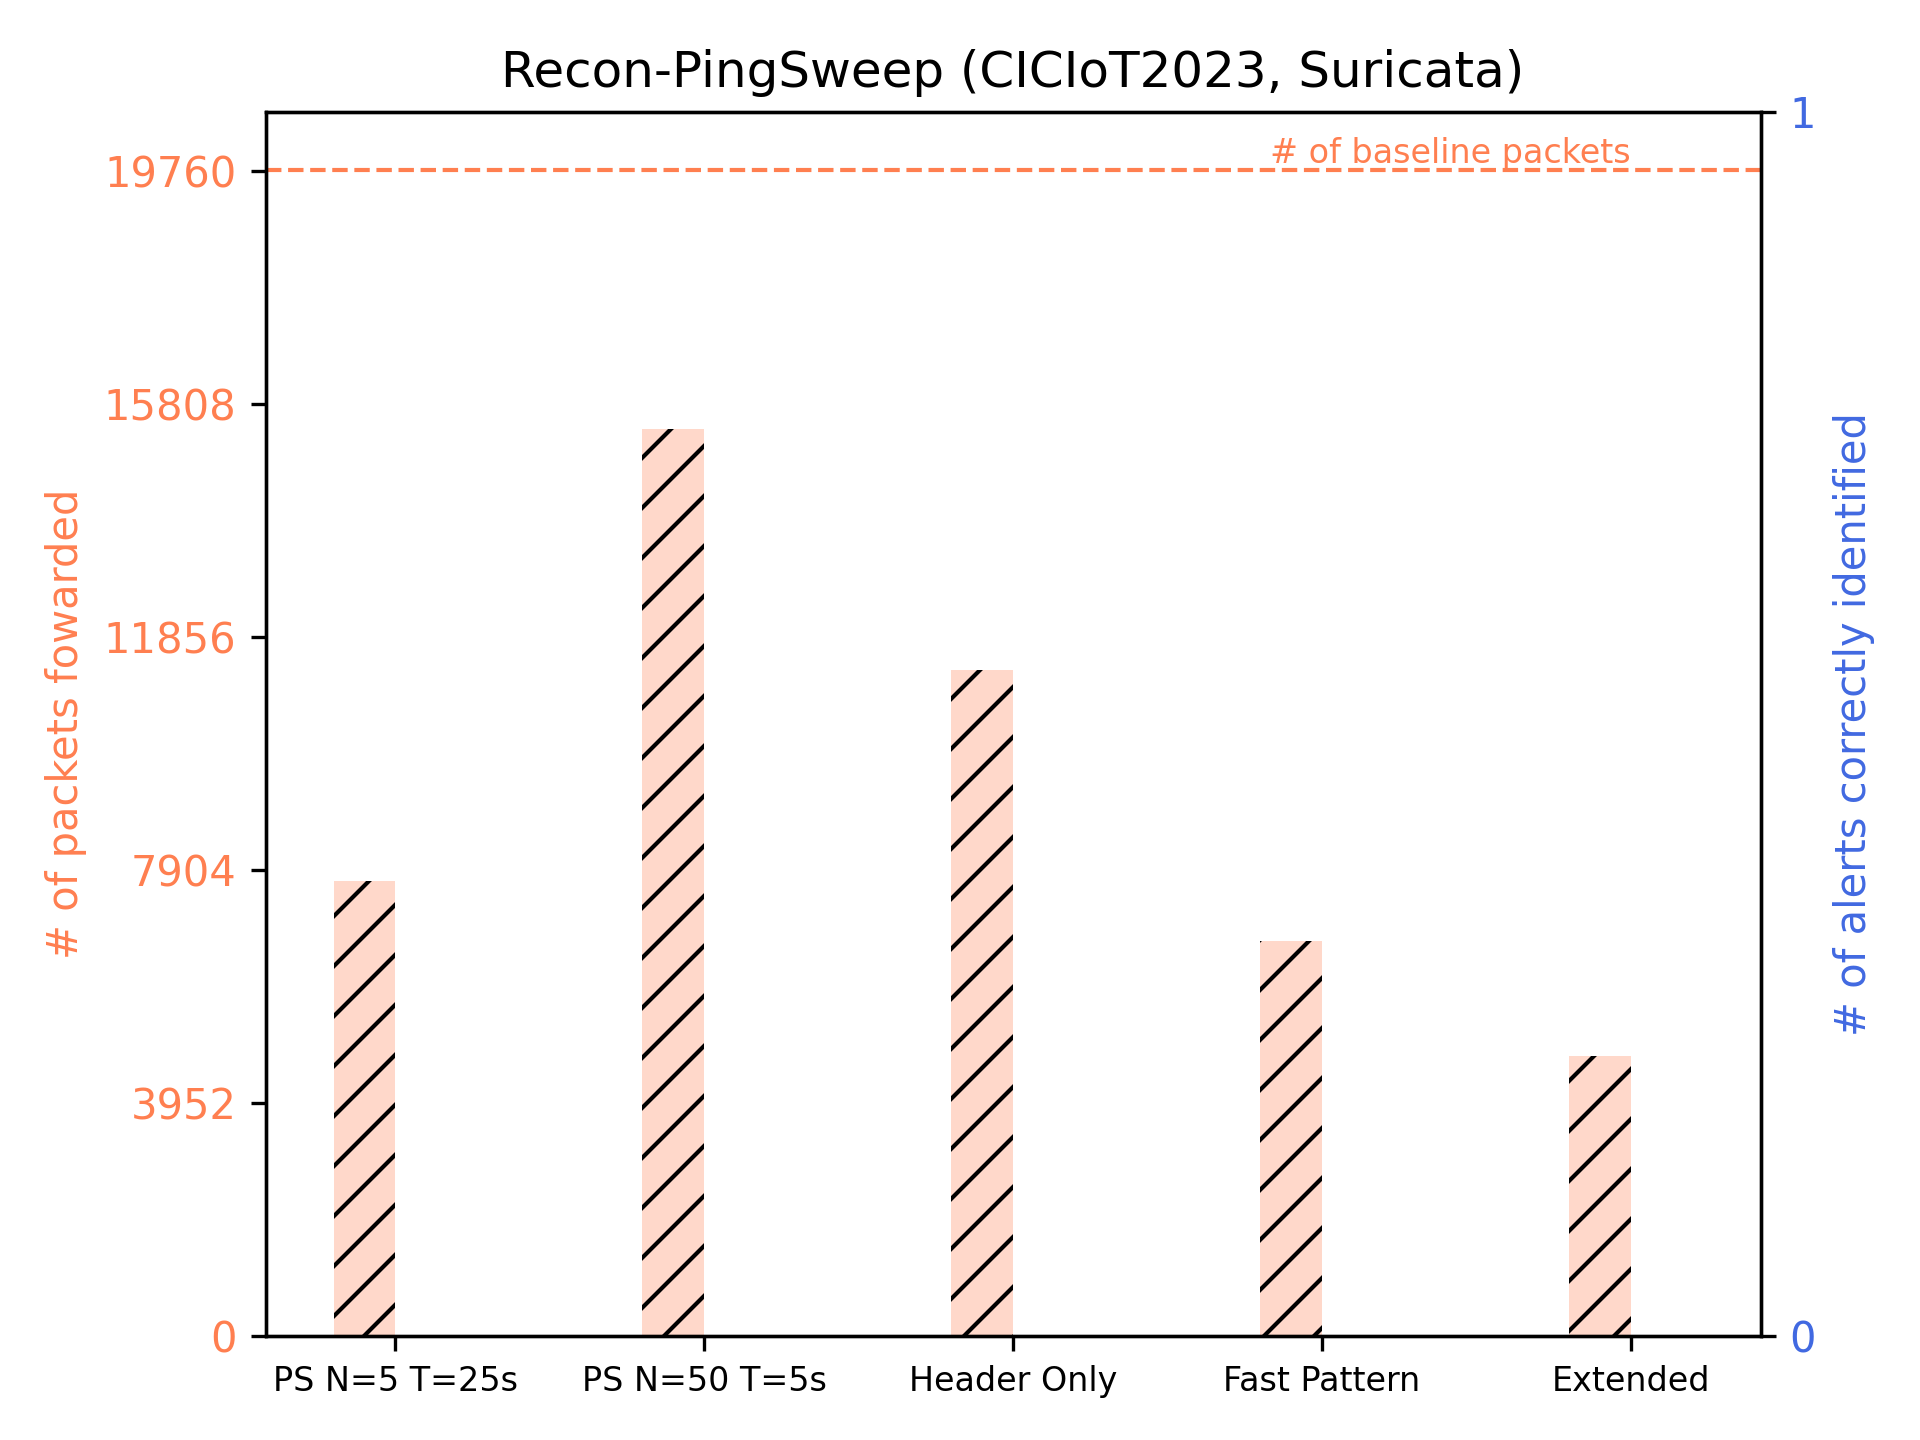 Recon-PingSweep (CICIoT2023, Suricata)
1
# of baseline packets
19760
15808
11856
7904
3952
0
0
# of packets fowarded
# of alerts correctly identified
PS N=5 T=25s
PS N=50 T=5s
Header Only
Fast Pattern
Extended